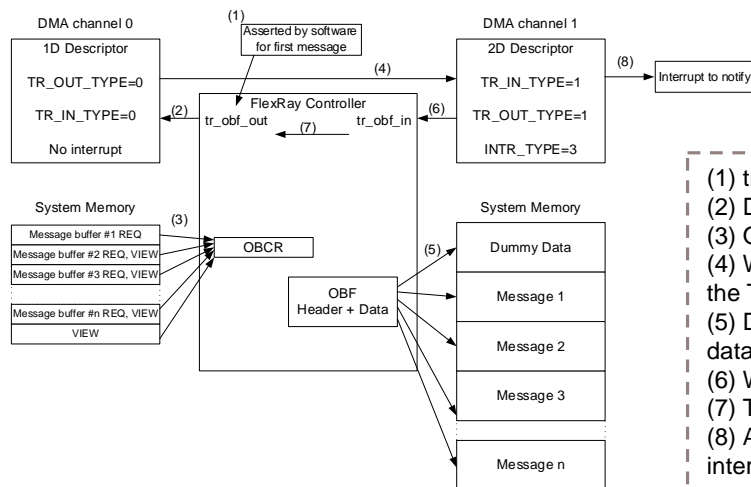 (1)
DMA channel 0
Asserted by software
for first message
DMA channel 1
1D Descriptor
TR_OUT_TYPE=0
TR_IN_TYPE=0
No interrupt
(4)
2D Descriptor
TR_IN_TYPE=1
TR_OUT_TYPE=1
INTR_TYPE=3
(8)
Interrupt to notify
FlexRay Controller
(2)
tr_obf_out
(7)
tr_obf_in
(6)
System Memory
(3)
Message buffer #1 REQ
Message buffer #2 REQ, VIEW
Message buffer #3 REQ, VIEW
Message buffer #n REQ, VIEW
VIEW
OBCR
OBF
Header + Data
(5)
System Memory
Dummy Data
Message 1
Message 2
Message 3
Message n
(1) t
(2) D
(3) O
(4) W
the T
(5) D
data
(6) W
(7) T
(8) A
inter